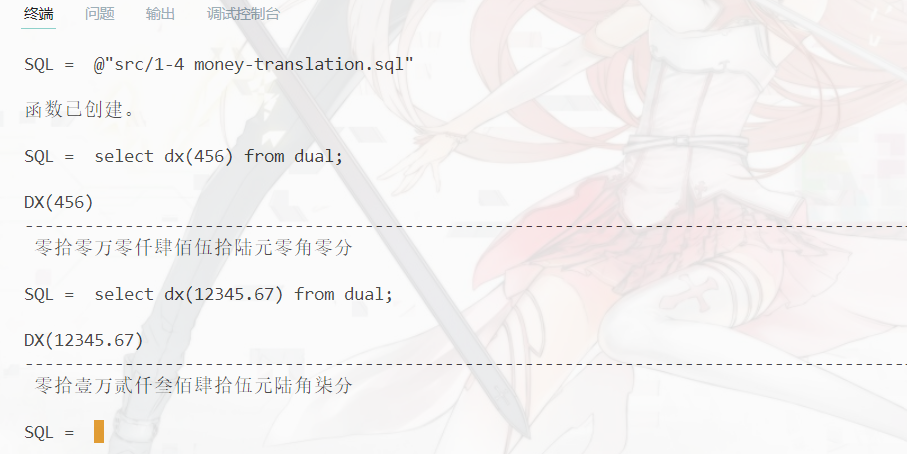 终端 问题 输出 调试控制台
SQL = @"src/1-4 money-translation.sql"
函数已创建。
SQL = select dx(456) from dual;
DX(456)
--------------------------------------------------------------------------------
零拾零万零仟肆佰伍拾陆元零角零分
SQL = select dx(12345.67) from dual;
DX(12345.67)
--------------------------------------------------------------------------------
零拾壹万贰仟叁佰肆拾伍元陆角柒分
SQL =